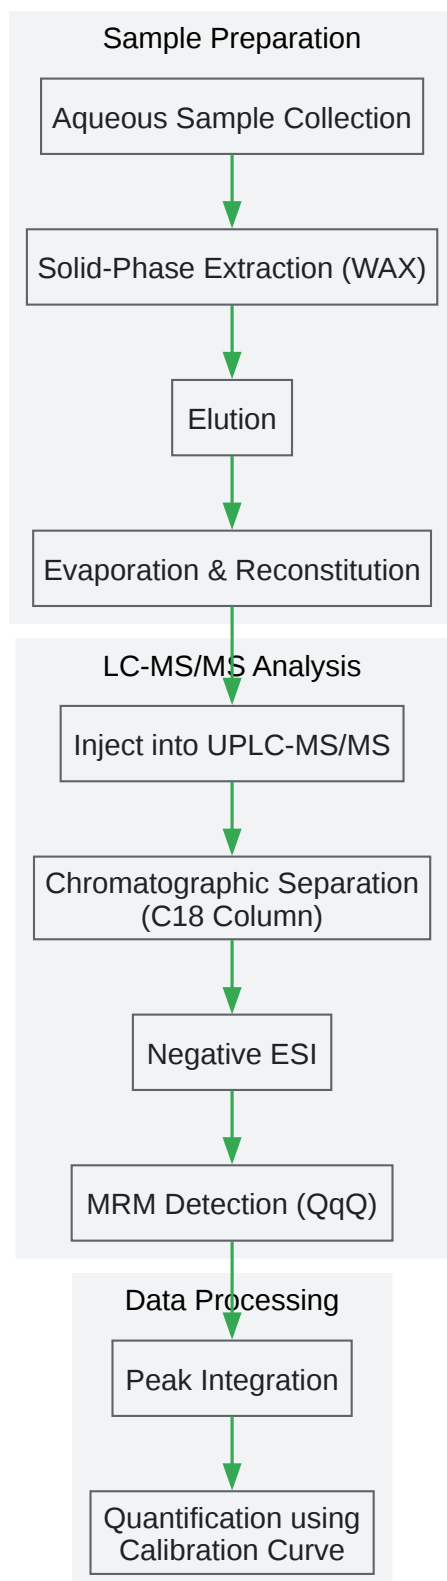 Sample Preparation
Aqueous Sample Collection
Solid-Phase Extraction (WAX)
Elution
Evaporation & Reconstitution
LC-MS/MS Analysis
Inject into UPLC-MS/MS
Chromatographic Separation
(C18 Column)
Negative ESI
MRM Detection (QqQ)
Data Processing
Peak Integration
Quantification using
Calibration Curve